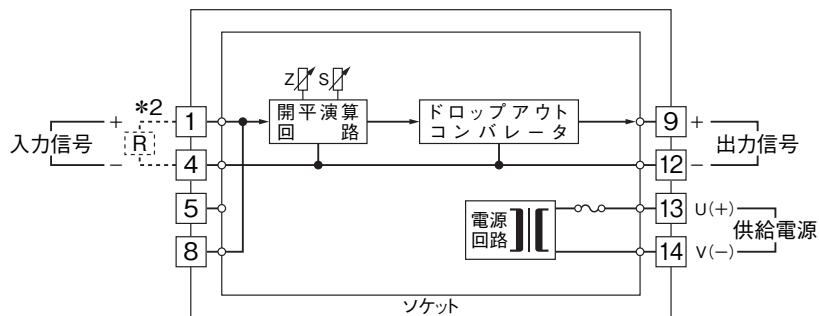 Z S
*2
+ 1 開平演算 ドロップアウト 9 +
回 路 コンパレータ
入力信号 R 出力信号
− 4 12 −
5 電源 13 U(+)
回路 供給電源
8 14 V(−)
ソケット